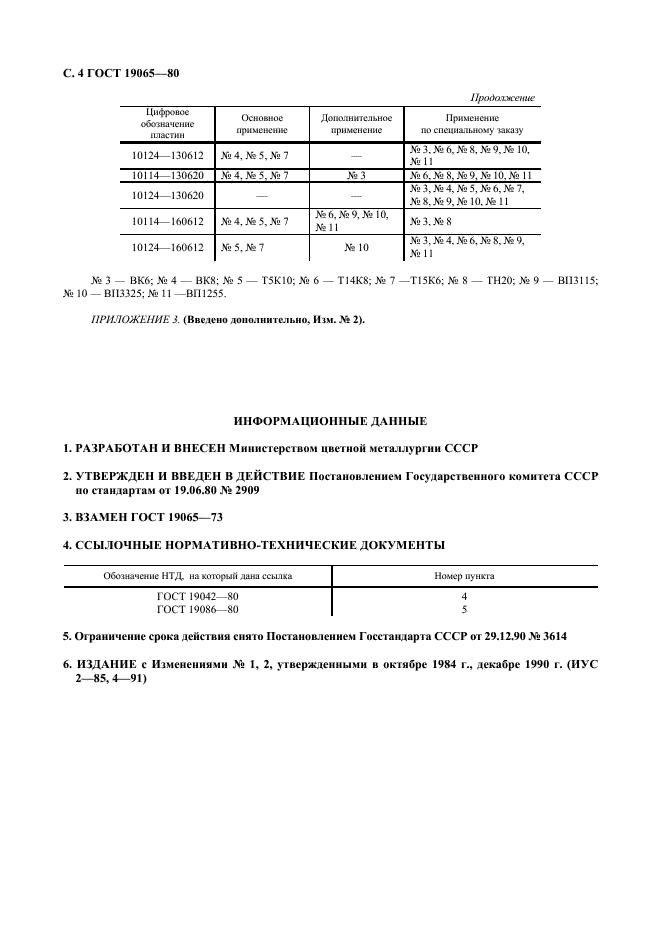 С. 4 ГОСТ 19065—80
Продолжение
Цифровое обозначение пластин | Основное применение | Дополнительное применение | Применение по специальному заказу
10124—130612 | № 4, № 5, № 7 | — | № 3, № 6, № 8, № 9, № 10, № 11
10114—130620 | № 4, № 5, № 7 | № 3 | № 6, № 8, № 9, № 10, № 11
10124—130620 | — | — | № 3, № 4, № 5, № 6, № 7, № 8, № 9, № 10, № 11
10114—160612 | № 4, № 5, № 7 | № 6, № 9, № 10, № 11 | № 3, № 8
10124—160612 | № 5, № 7 | № 10 | № 3, № 4, № 6, № 8, № 9, № 11
№ 3 — ВК6; № 4 — ВК8; № 5 — Т5К10; № 6 — Т14К8; № 7 —Т15К6; № 8 — ТН20; № 9 — ВП3115;
№ 10 — ВП3325; № 11 —ВП1255.
ПРИЛОЖЕНИЕ 3. (Введено дополнительно, Изм. № 2).
ИНФОРМАЦИОННЫЕ ДАННЫЕ
1. РАЗРАБОТАН И ВНЕСЕН Министерством цветной металлургии СССР
2. УТВЕРЖДЕН И ВВЕДЕН В ДЕЙСТВИЕ Постановлением Государственного комитета СССР
по стандартам от 19.06.80 № 2909
3. ВЗАМЕН ГОСТ 19065—73
4. ССЫЛОЧНЫЕ НОРМАТИВНО-ТЕХНИЧЕСКИЕ ДОКУМЕНТЫ
Обозначение НТД, на который дана ссылка | Номер пункта
ГОСТ 19042—80 | 4
ГОСТ 19086—80 | 5
5. Ограничение срока действия снято Постановлением Госстандарта СССР от 29.12.90 № 3614
6. ИЗДАНИЕ с Изменениями № 1, 2, утвержденными в октябре 1984 г., декабре 1990 г. (ИУС
2—85, 4—91)